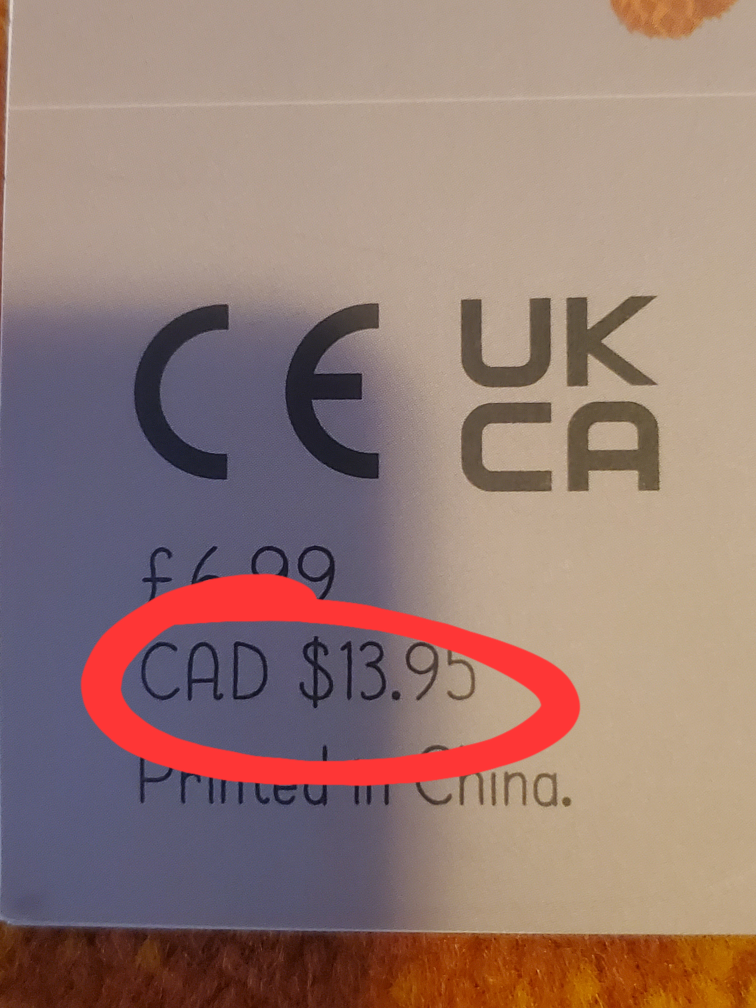 CE
UK
CA
£6.99
CAD $13.95
Printed in China.